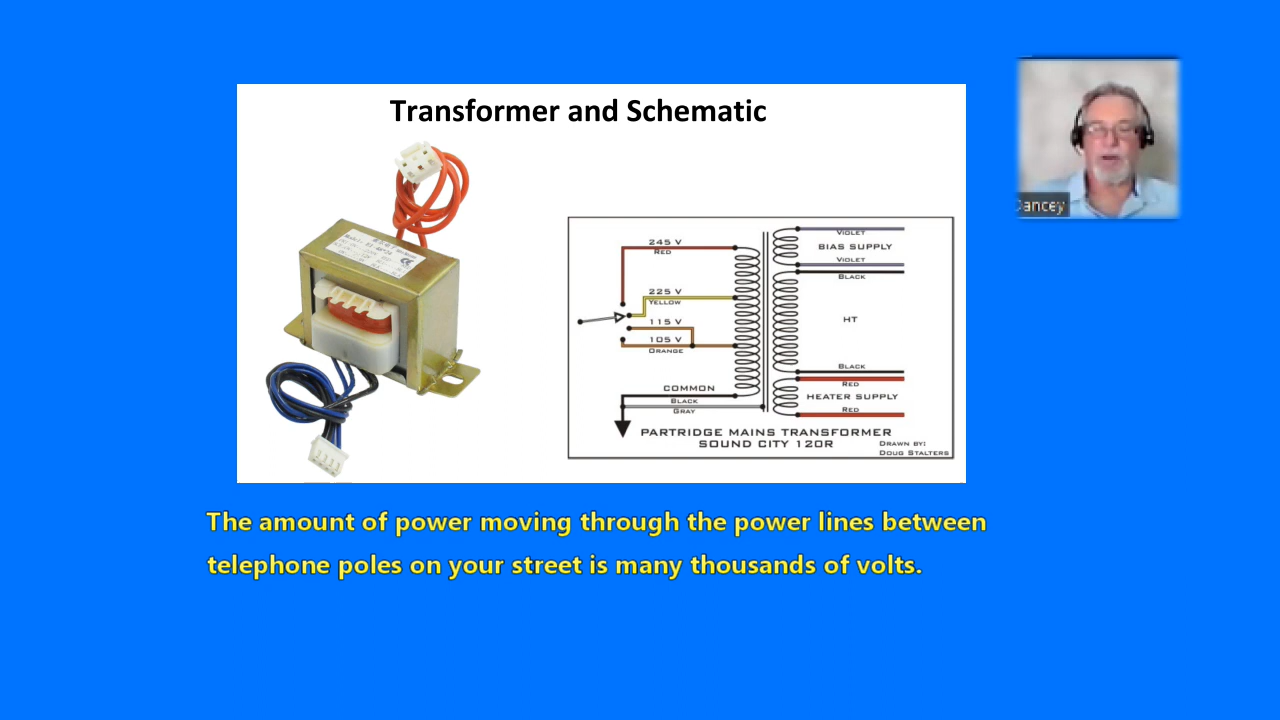 Transformer and Schematic
245 V
RED
225 V
YELLOW
115 V
105 V
ORANGE
COMMON
BLACK
GRAY
VIOLET
BIAS SUPPLY
VIOLET
BLACK
HT
BLACK
RED
HEATER SUPPLY
RED
PARTRIDGE MAINS TRANSFORMER
SOUND CITY 120R
DRAWN BY:
DOUG STALTERS
Dancey
The amount of power moving through the power lines between
telephone poles on your street is many thousands of volts.